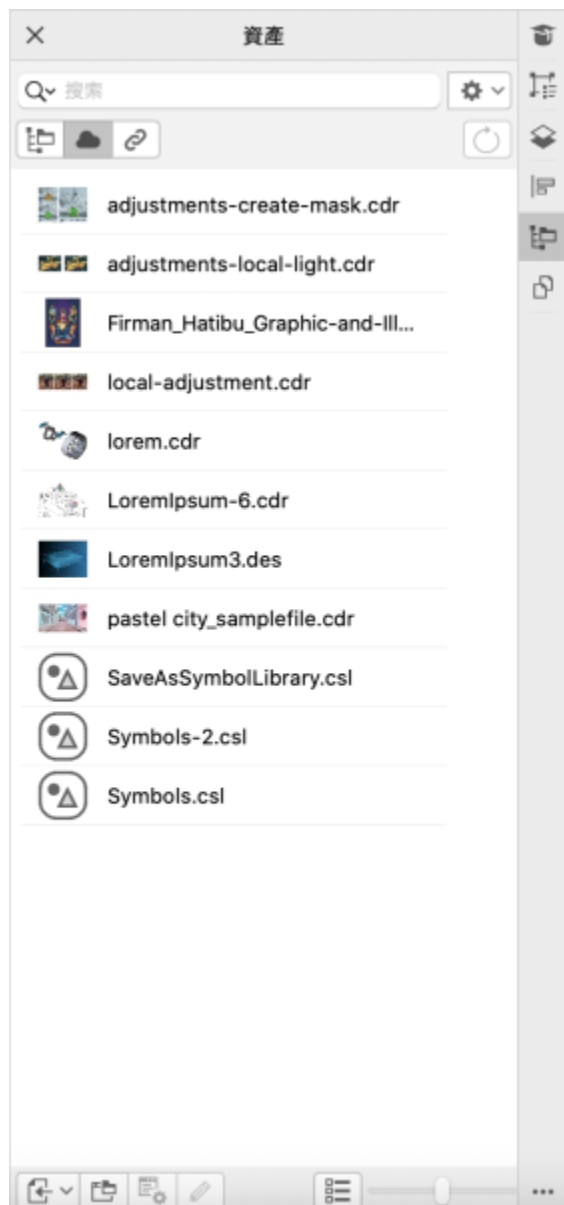 資產
搜索
adjustments-create-mask.cdr
adjustments-local-light.cdr
Firman_Hatibu_Graphic-and-Ill...
local-adjustment.cdr
lorem.cdr
LoremIpsum-6.cdr
LoremIpsum3.des
pastel city_samplefile.cdr
SaveAsSymbolLibrary.csl
Symbols-2.csl
Symbols.csl